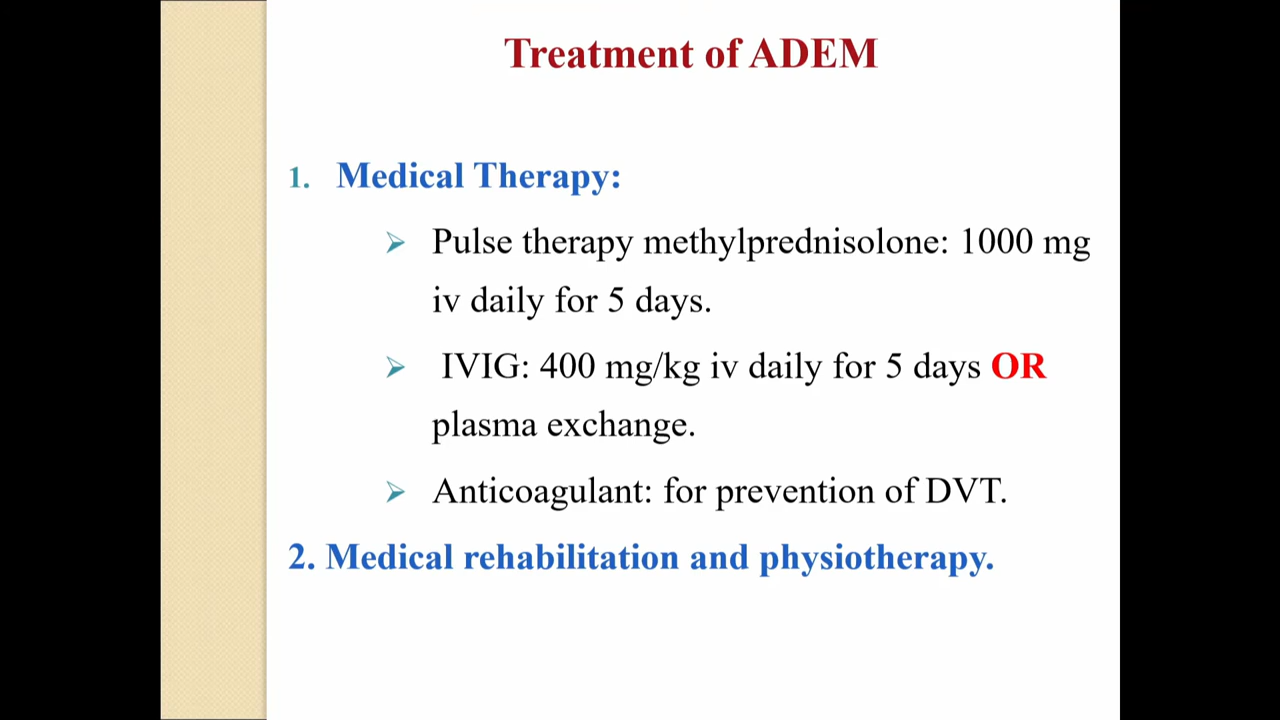 Treatment of ADEM
1. Medical Therapy:
➢ Pulse therapy methylprednisolone: 1000 mg
iv daily for 5 days.
➢ IVIG: 400 mg/kg iv daily for 5 days OR
plasma exchange.
➢ Anticoagulant: for prevention of DVT.
2. Medical rehabilitation and physiotherapy.